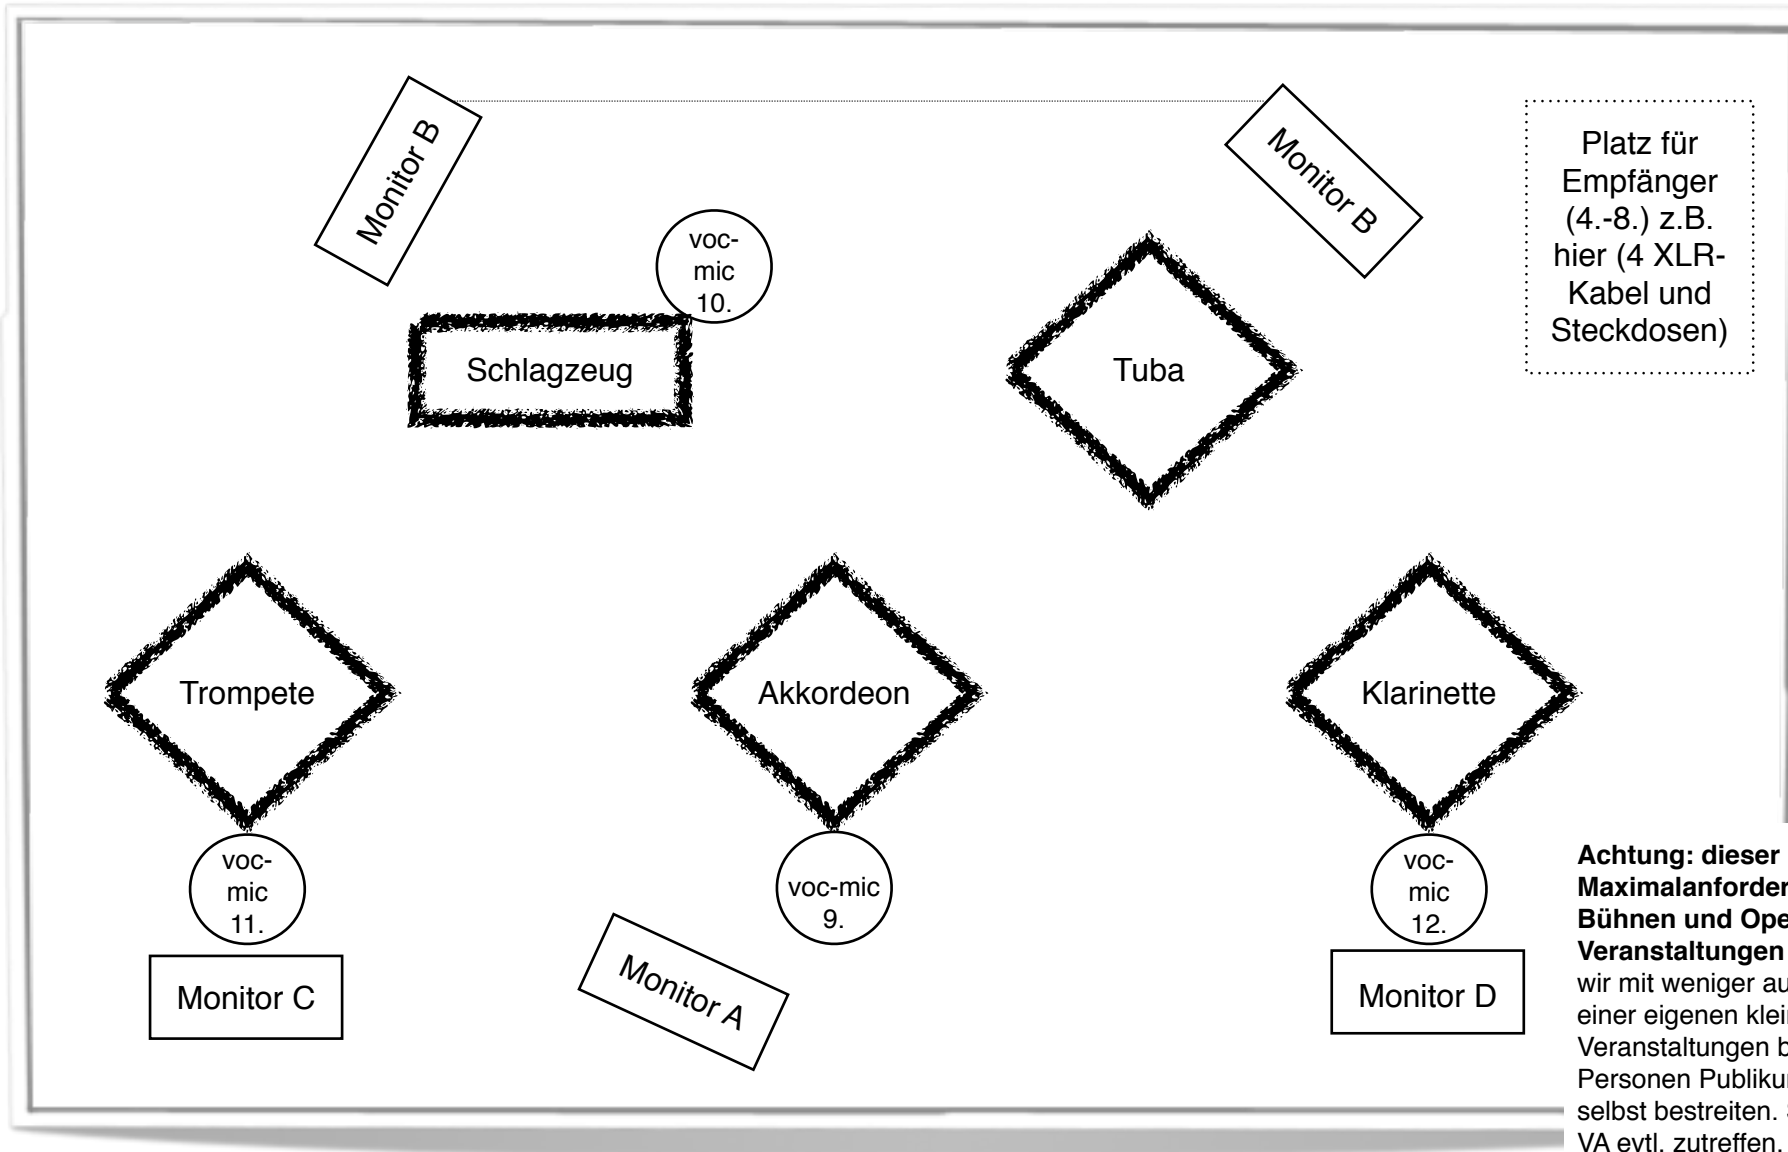 Monitor B
Monitor B
Platz für
Empfänger
(4.-8.) z.B.
hier (4 XLR-
Kabel und
Steckdosen)
voc-
mic
10.
Schlagzeug
Tuba
Trompete
Akkordeon
Klarinette
voc-
mic
11.
voc-mic
9.
voc-
mic
12.
Monitor C
Monitor A
Monitor D
Achtung: dieser
Maximalanforder
Bühnen und Ope
Veranstaltungen
wir mit weniger au
einer eigenen klei
Veranstaltungen b
Personen Publiku
selbst bestreiten.
VA evtl. zutreffen.